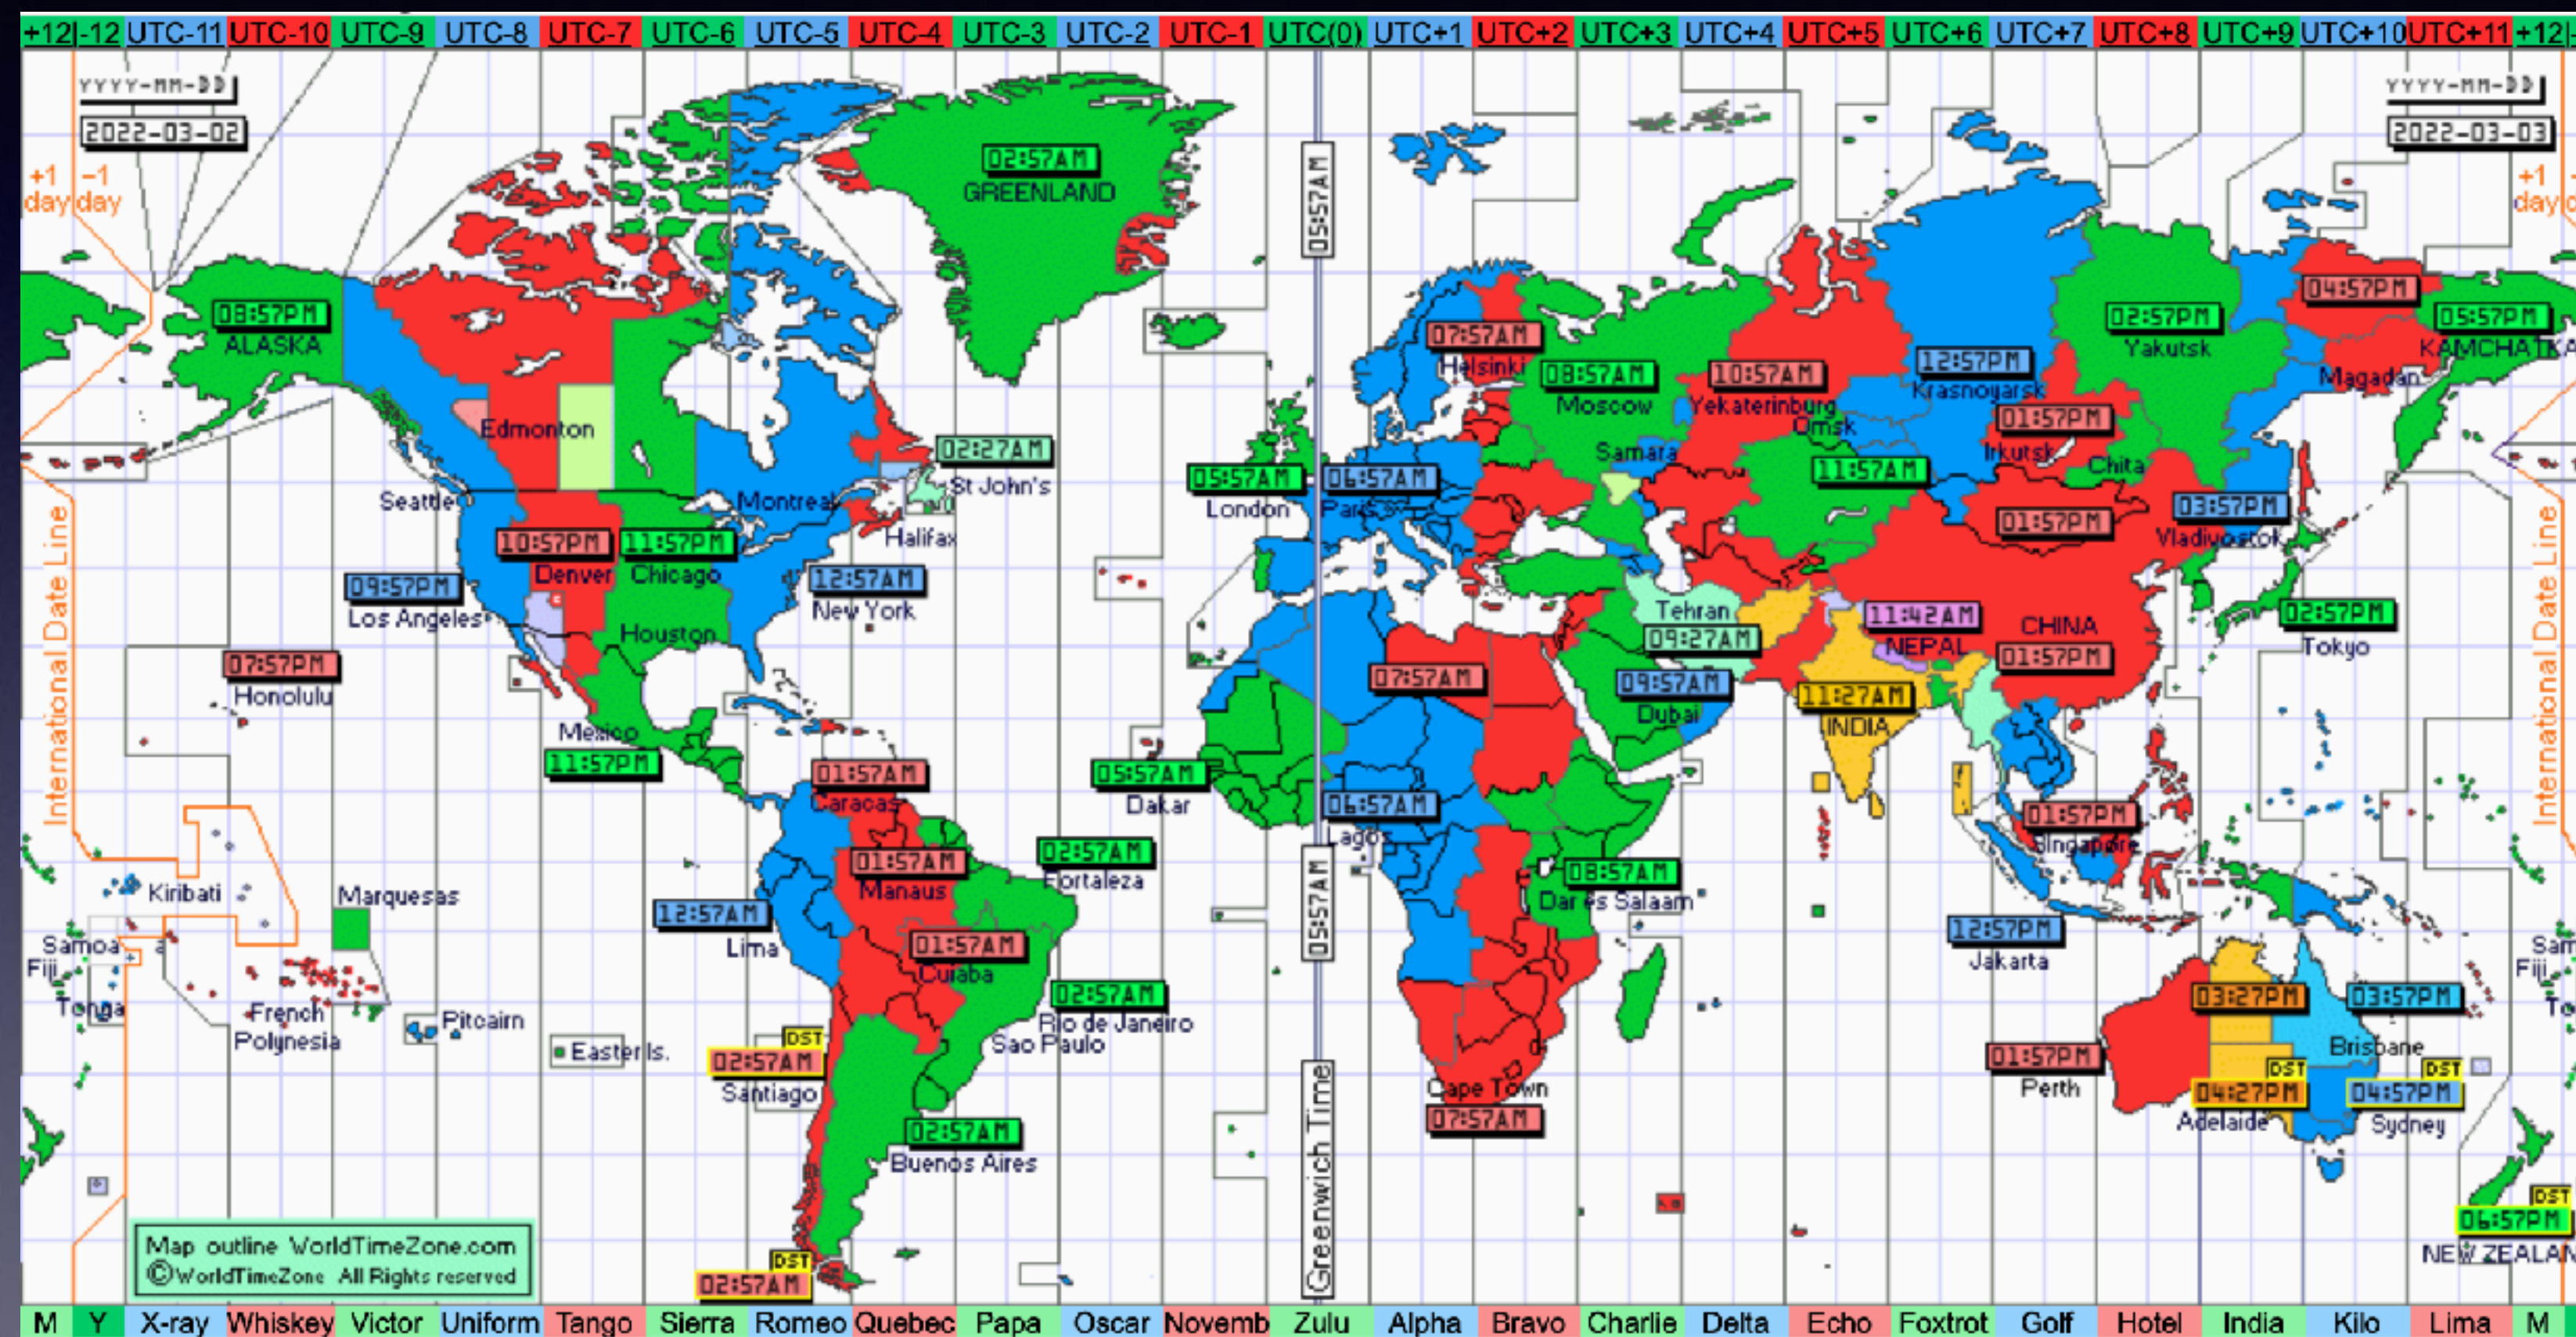 +12|-12 UTC-11 UTC-10 UTC-9 UTC-8 UTC-7 UTC-6 UTC-5 UTC-4 UTC-3 UTC-2 UTC-1 UTC(0) UTC+1 UTC+2 UTC+3 UTC+4 UTC+5 UTC+6 UTC+7 UTC+8 UTC+9 UTC+10 UTC+11 +12|-
YYYY-MM-DD
2022-03-02
YYYY-MM-DD
2022-03-03
+1 -1
day day
+1
day
International Date Line
International Date Line
02:57AM
GREENLAND
05:57AM
08:57PM
ALASKA
Edmonton
02:27AM
St John's
Seattle
Montreal
Halifax
10:57PM
Denver
11:57PM
Chicago
09:57PM
Los Angeles
12:57AM
New York
Houston
07:57PM
Honolulu
Mexico
11:57PM
01:57AM
Caracas
05:57AM
Dakar
01:57AM
Manaus
02:57AM
Fortaleza
12:57AM
Lima
01:57AM
Cuiaba
02:57AM
Rio de Janeiro
Sao Paulo
DST
02:57AM
Santiago
02:57AM
Buenos Aires
DST
02:57AM
Kiribati
Marquesas
Samoa
Fiji
Tonga
French
Polynesia
Pitcairn
Easter Is.
07:57AM
Helsinki
08:57AM
Moscow
10:57AM
Yekaterinburg
Omsk
Samara
12:57PM
Krasnoyarsk
01:57PM
Irkutsk
Chita
02:57PM
Yakutsk
04:57PM
Magadan
05:57PM
KAMCHATKA
05:57AM
London
06:57AM
Paris
11:57AM
01:57PM
03:57PM
Vladivostok
Tehran
09:27AM
11:42AM
NEPAL
CHINA
01:57PM
02:57PM
Tokyo
07:57AM
09:57AM
Dubai
11:27AM
INDIA
06:57AM
Lagos
05:57AM
08:57AM
Dar es Salaam
01:57PM
Singapore
12:57PM
Jakarta
03:27PM
03:57PM
Brisbane
01:57PM
Perth
DST
04:27PM
Adelaide
DST
04:57PM
Sydney
Cape Town
07:57AM
Greenwich Time
Sam
Fiji
To
DST
06:57PM
NEW ZEALAN
Map outline WorldTimeZone.com
©WorldTimeZone All Rights reserved
M Y X-ray Whiskey Victor Uniform Tango Sierra Romeo Quebec Papa Oscar Novemb Zulu Alpha Bravo Charlie Delta Echo Foxtrot Golf Hotel India Kilo Lima M